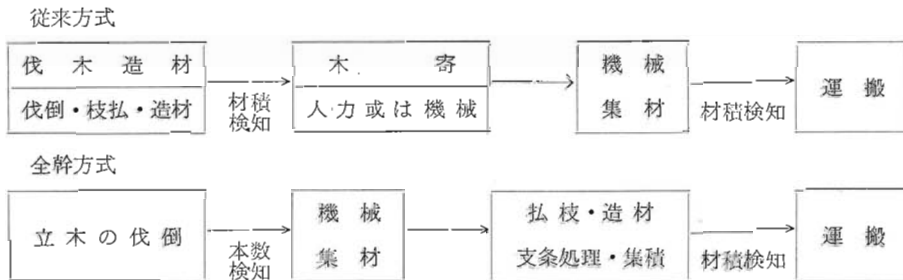 従来方式
伐木造材
伐倒・枝払・造材
材積
検知
木寄
人力或は機械
機械
集材
材積検知
運搬
全幹方式
立木の伐倒
本数
検知
機械
集材
払枝・造材
支条処理・集積
材積検知
運搬